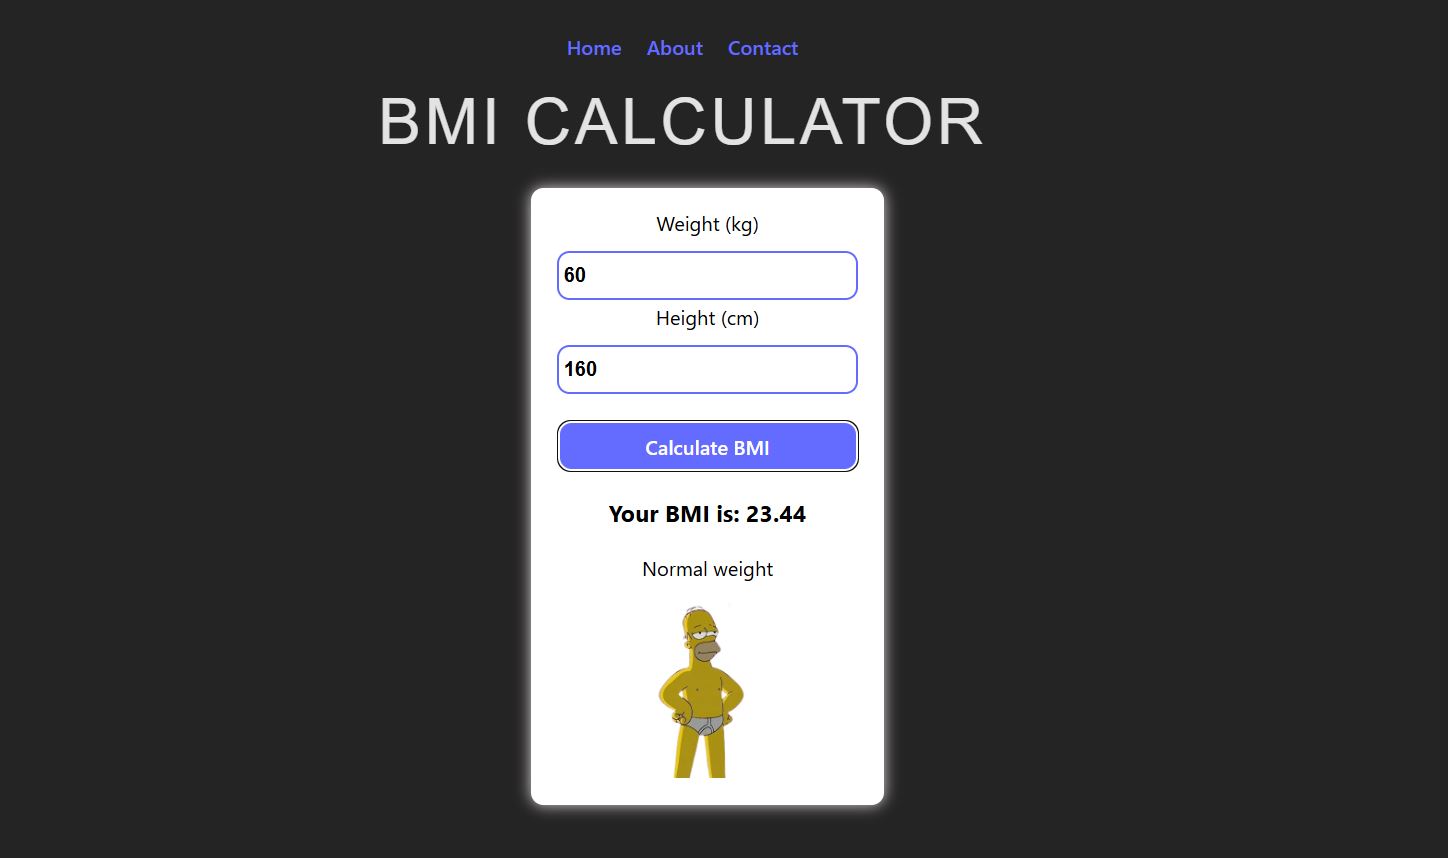 Home About Contact
BMI CALCULATOR
Weight (kg)
60
Height (cm)
160
Calculate BMI
Your BMI is: 23.44
Normal weight